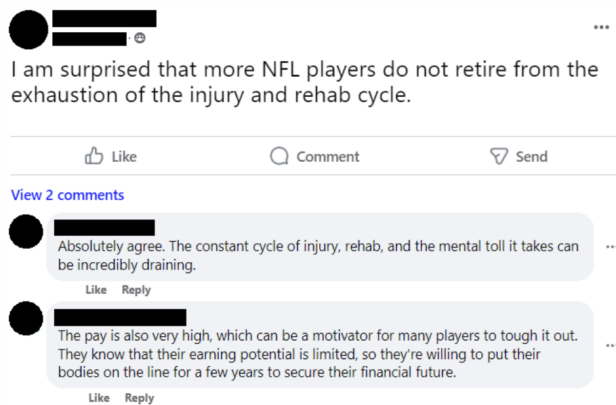 I am surprised that more NFL players do not retire from the
exhaustion of the injury and rehab cycle.
Like Comment Send
View 2 comments
Absolutely agree. The constant cycle of injury, rehab, and the mental toll it takes can
be incredibly draining.
Like Reply
The pay is also very high, which can be a motivator for many players to tough it out.
They know that their earning potential is limited, so they're willing to put their
bodies on the line for a few years to secure their financial future.
Like Reply